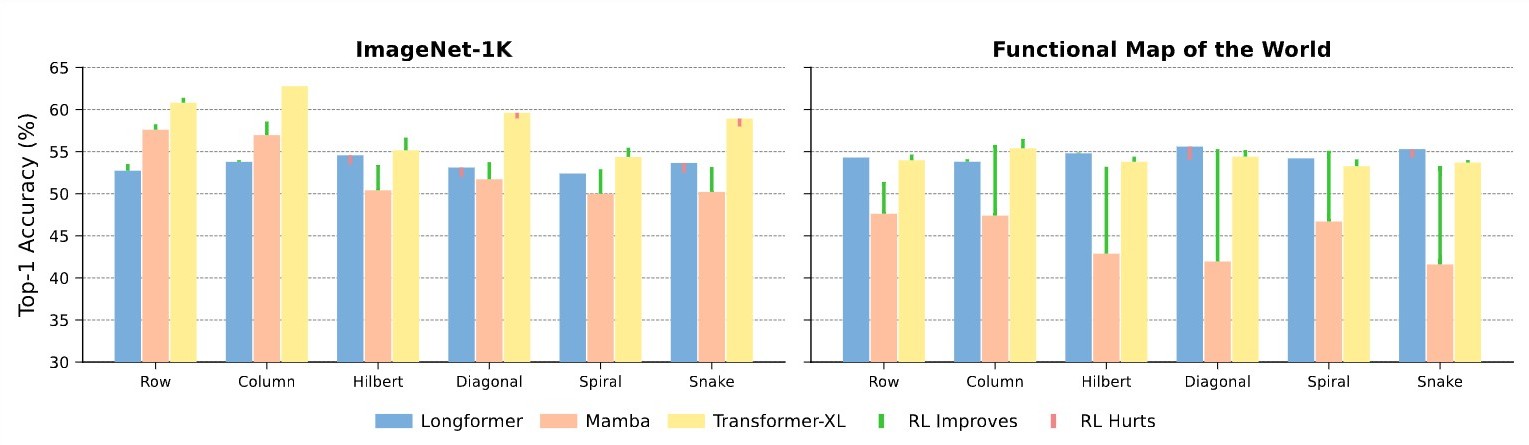 ImageNet-1K
Functional Map of the World
Top-1 Accuracy (%)
65
60
55
50
45
40
35
30
Row Column Hilbert Diagonal Spiral Snake
Row Column Hilbert Diagonal Spiral Snake
Longformer Mamba Transformer-XL RL Improves RL Hurts